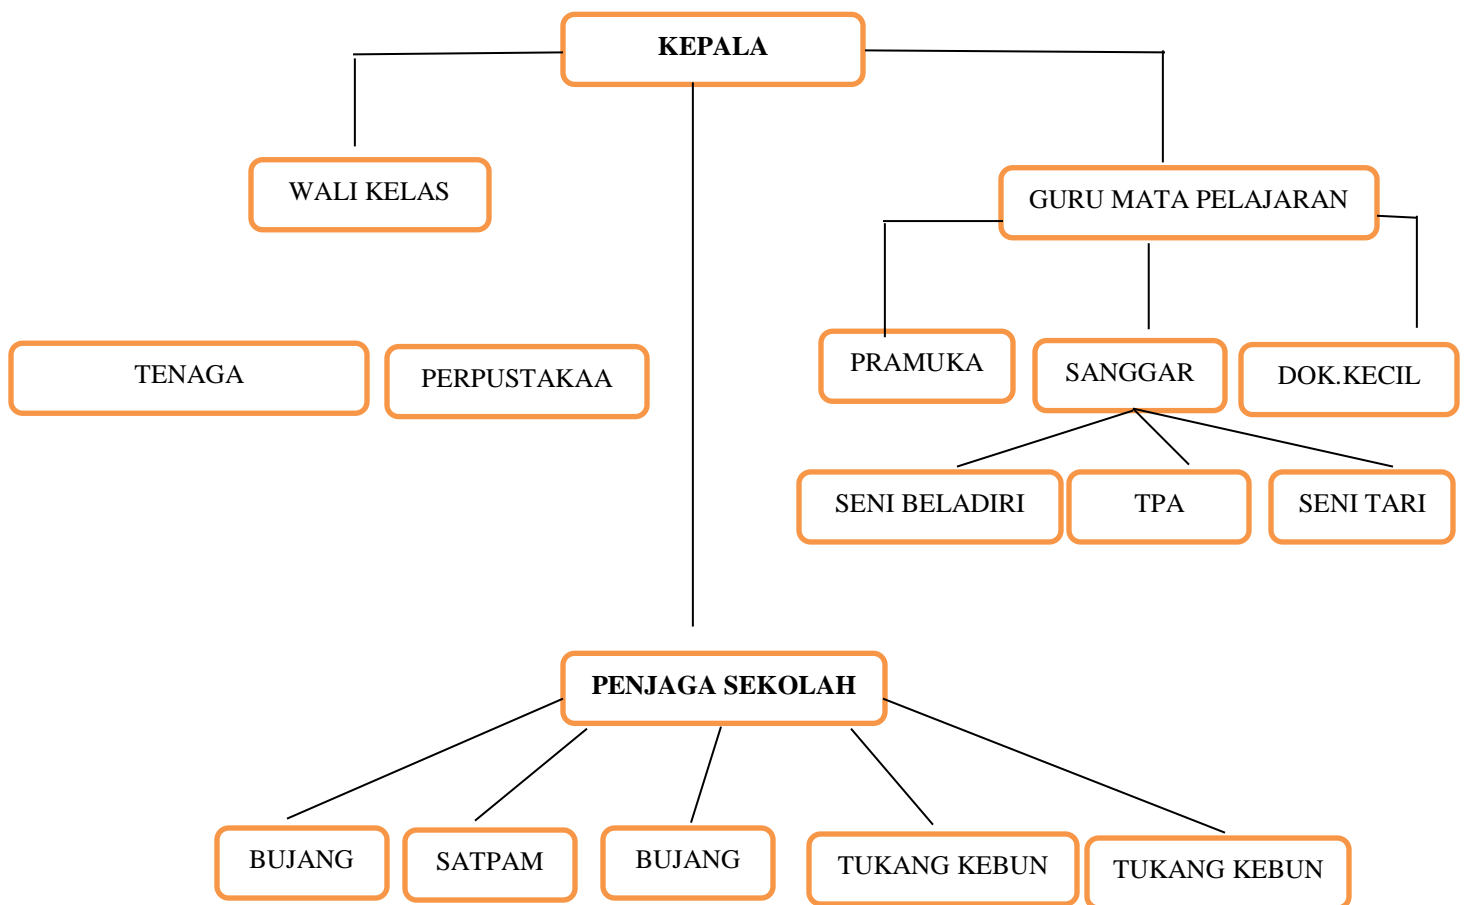 KEPALA
WALI KELAS
GURU MATA PELAJARAN
TENAGA
PERPUSTAKAA
PRAMUKA
SANGGAR
DOK.KECIL
SENI BELADIRI
TPA
SENI TARI
PENJAGA SEKOLAH
BUJANG
SATPAM
BUJANG
TUKANG KEBUN
TUKANG KEBUN